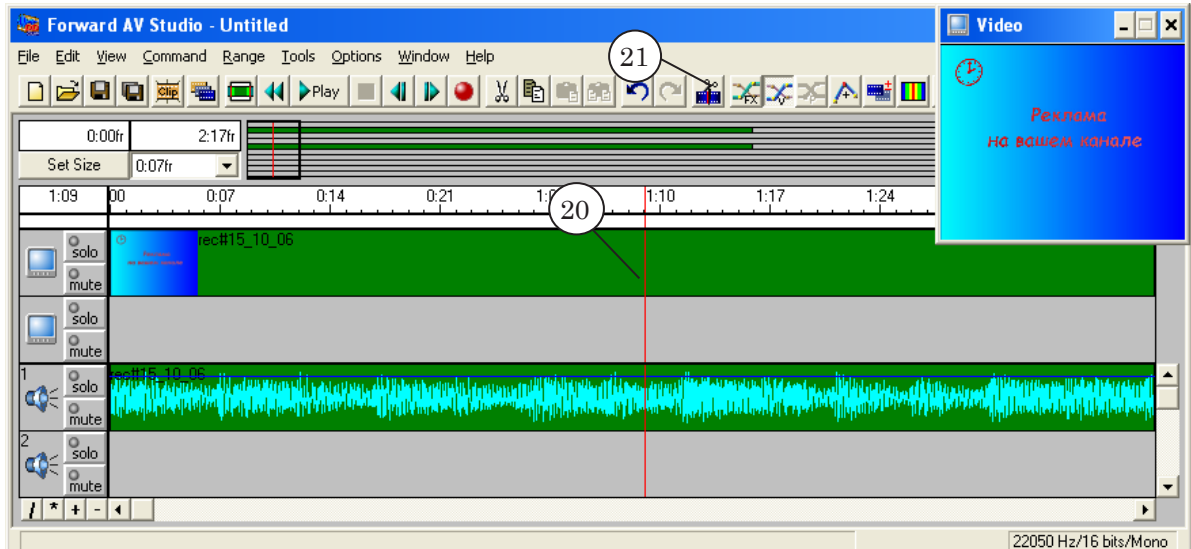 Forward AV Studio - Untitled
Video
File Edit View Command Range Tools Options Window Help
21
Clip
Play
FX
V
Реклама
на вашем канале
0:00fr 2:17fr
Set Size 0:07fr
1:09 00 0:07 0:14 0:21 1:10 1:17 1:24
20
solo rec#15_10_06
mute
solo
mute
1 rec#15_10_06
solo
mute
2
solo
mute
/ * + -
22050 Hz/16 bits/Mono